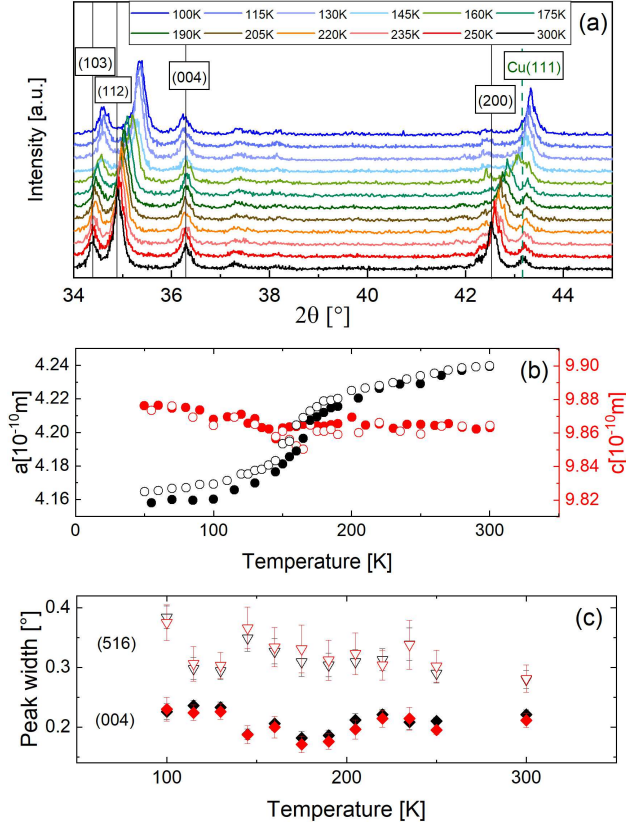 100K 115K 130K 145K 160K 175K
190K 205K 220K 235K 250K 300K
(a)
(103)
(112)
(004)
(200)
Cu(111)
Intensity [a.u.]
34 36 38 40 42 44
2θ [°]
(b)
4.24
4.22
4.20
4.18
4.16
a[10⁻¹⁰m]
9.90
9.88
9.86
9.84
9.82
c[10⁻¹⁰m]
0 50 100 150 200 250 300
Temperature [K]
(c)
0.4
0.3
0.2
Peak width [°]
(516)
(004)
100 200 300
Temperature [K]